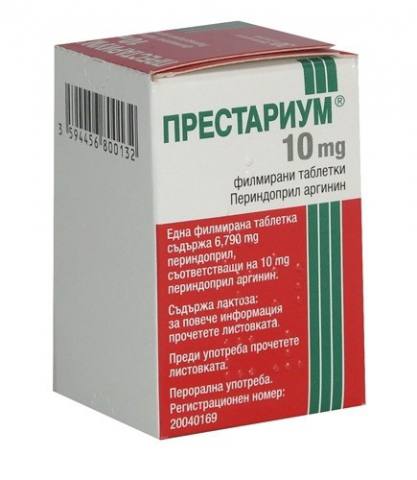 ПРЕСТАРИУМ®
10 mg
филмирани таблетки
Периндоприл аргинин
Една филмирана таблетка
съдържа 6,790 mg
периндоприл,
съответстващи на 10 mg
периндоприл аргинин.
Съдържа лактоза:
за повече информация
прочетете листовката.
Преди употреба прочетете
листовката.
Перорална употреба.
Регистрационен номер:
20040169
3 594456 800132